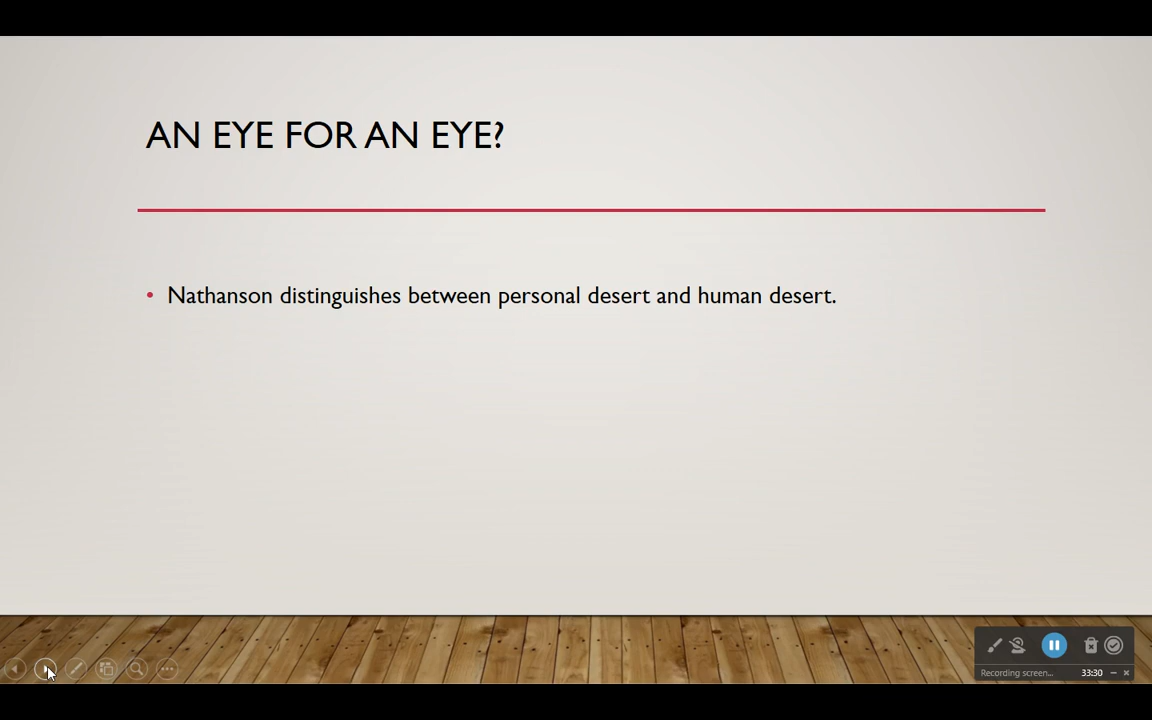 AN EYE FOR AN EYE?
• Nathanson distinguishes between personal desert and human desert.
Recording screen... 33:30